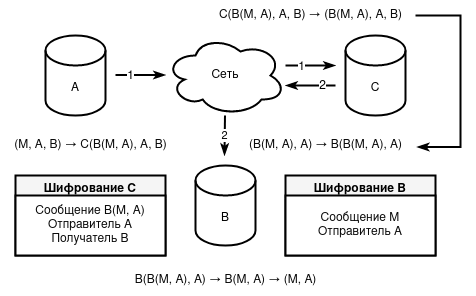 C(B(M, A), A, B) → (B(M, A), A, B)
A
1
Сеть
1
2
C
2
(M, A, B) → C(B(M, A), A, B)
(B(M, A), A) → B(B(M, A), A)
Шифрование C
Сообщение B(M, A)
Отправитель A
Получатель B
B
Шифрование B
Сообщение M
Отправитель A
B(B(M, A), A) → B(M, A) → (M, A)